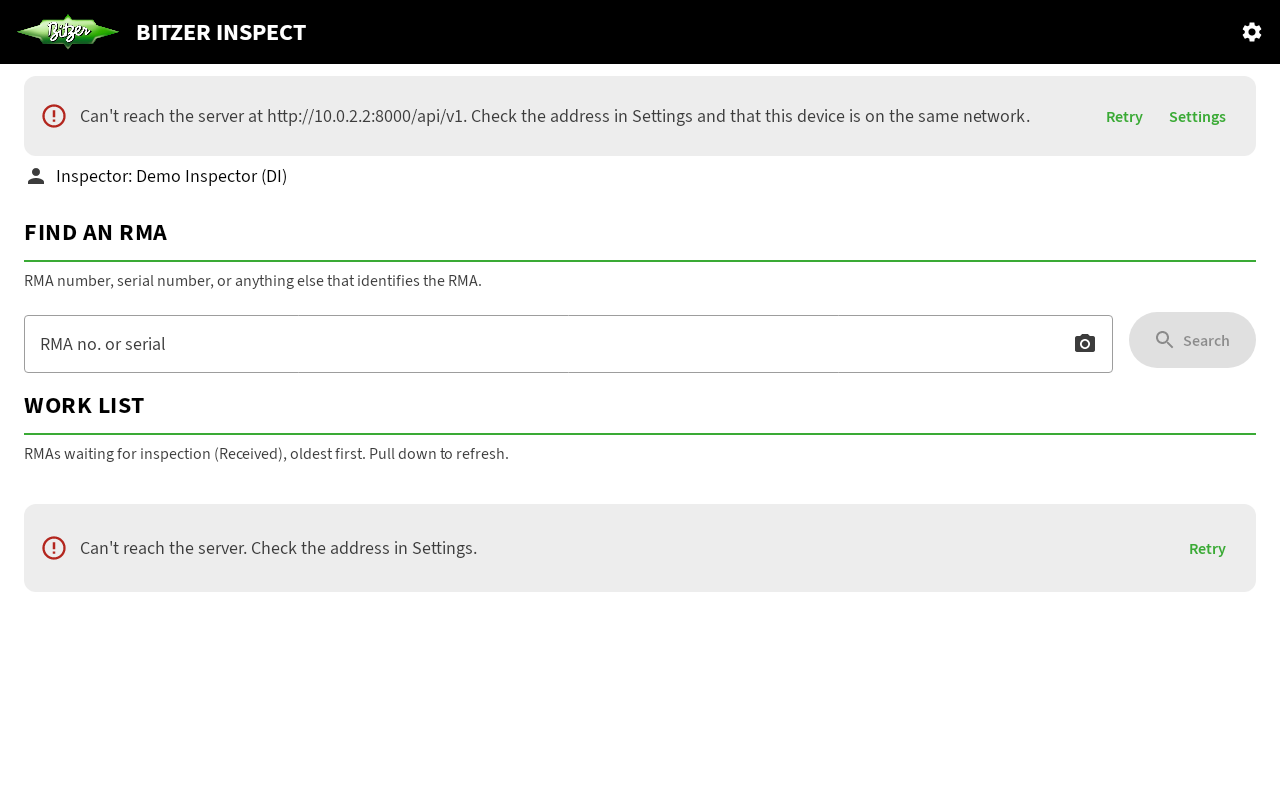 Bitzer
BITZER INSPECT
Can't reach the server at http://10.0.2.2:8000/api/v1. Check the address in Settings and that this device is on the same network.
Retry
Settings
Inspector: Demo Inspector (DI)
FIND AN RMA
RMA number, serial number, or anything else that identifies the RMA.
RMA no. or serial
Search
WORK LIST
RMAs waiting for inspection (Received), oldest first. Pull down to refresh.
Can't reach the server. Check the address in Settings.
Retry